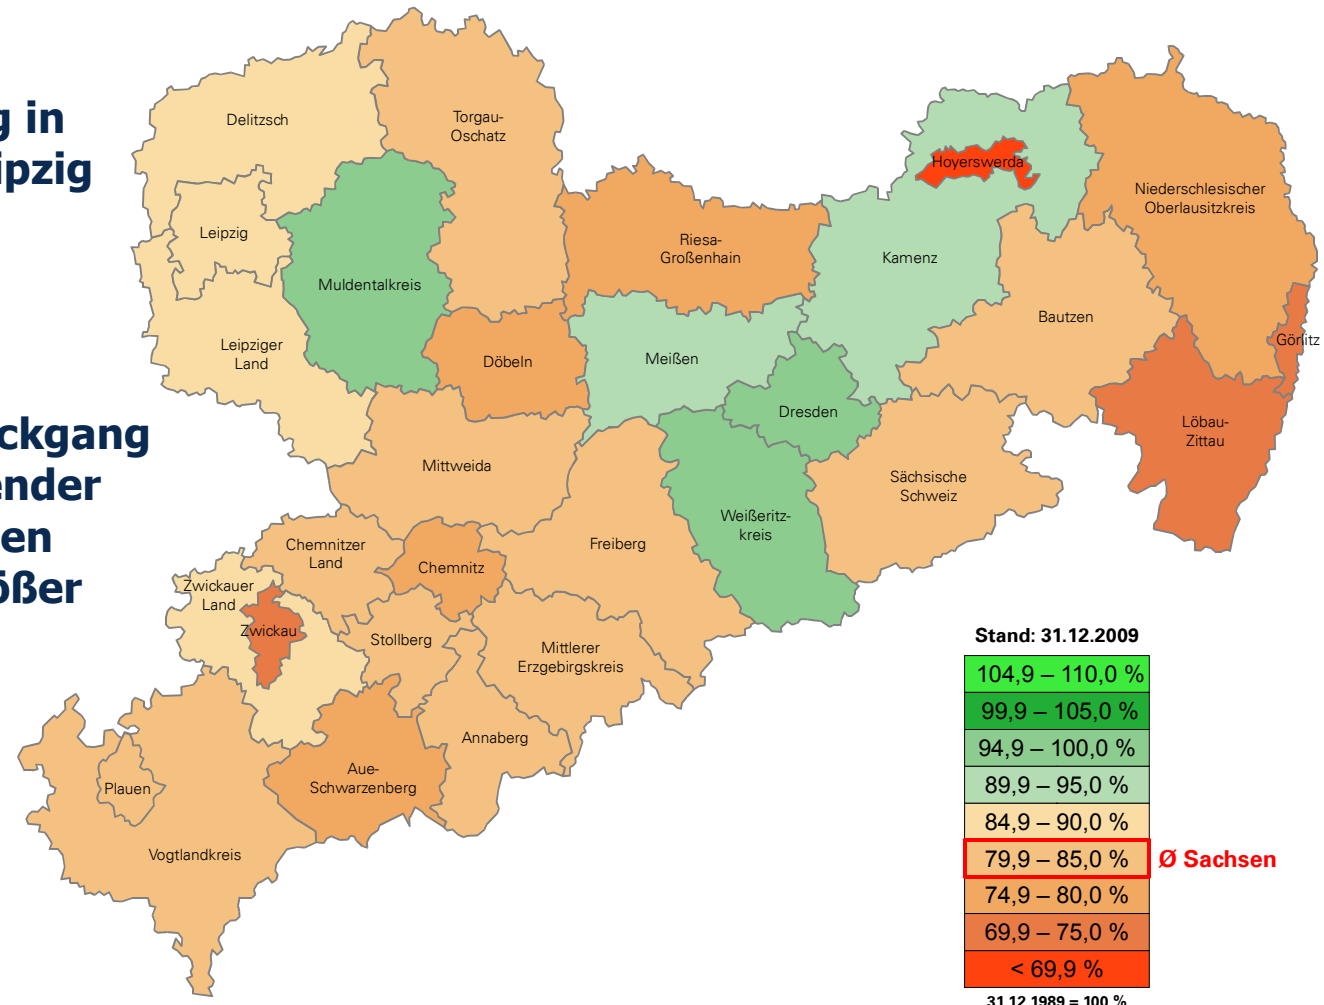 g in
ipzig
ckgang
ender
en
ößer
Delitzsch
Torgau-
Oschatz
Hoyerswerda
Niederschlesischer
Oberlausitzkreis
Leipzig
Riesa-
Großenhain
Kamenz
Muldentalkreis
Bautzen
Görlitz
Leipziger
Land
Döbeln
Meißen
Dresden
Löbau-
Zittau
Mittweida
Sächsische
Schweiz
Weißeritz-
kreis
Freiberg
Chemnitzer
Land
Chemnitz
Zwickauer
Land
Zwickau
Stollberg
Mittlerer
Erzgebirgskreis
Annaberg
Aue-
Schwarzenberg
Plauen
Vogtlandkreis
Stand: 31.12.2009
104,9 – 110,0 %
99,9 – 105,0 %
94,9 – 100,0 %
89,9 – 95,0 %
84,9 – 90,0 %
79,9 – 85,0 % Ø Sachsen
74,9 – 80,0 %
69,9 – 75,0 %
< 69,9 %
31.12.1989 = 100 %